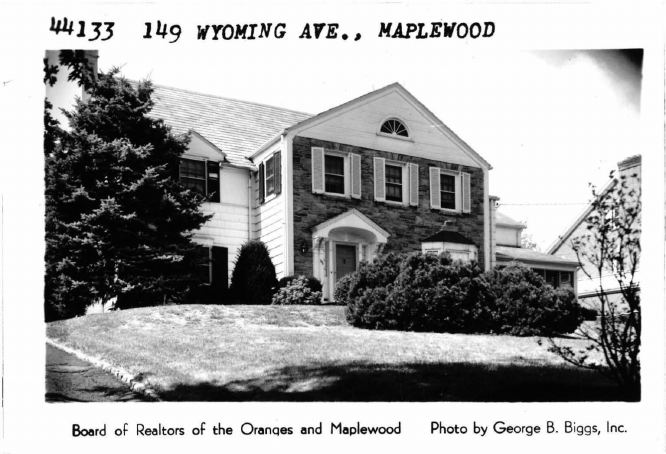 44133 149 WYOMING AVE., MAPLEWOOD
Board of Realtors of the Oranges and Maplewood Photo by George B. Biggs, Inc.